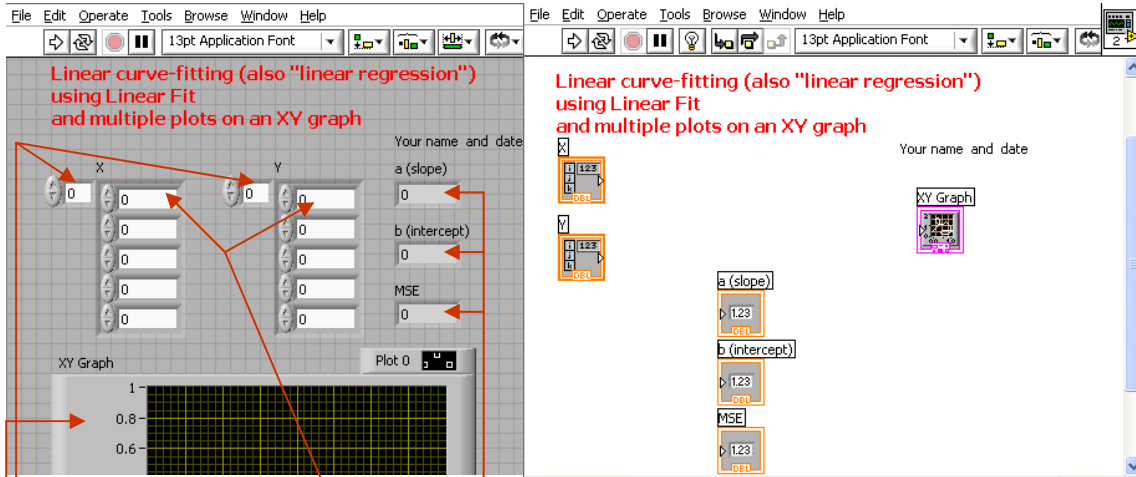 File Edit Operate Tools Browse Window Help
13pt Application Font
Linear curve-fitting (also "linear regression")
using Linear Fit
and multiple plots on an XY graph
Your name and date
X
Y
a (slope)
0
0
0
0
0
b (intercept)
0
0
0
0
MSE
0
0
0
0
0
0
XY Graph
Plot 0
1
0.8
0.6
File Edit Operate Tools Browse Window Help
13pt Application Font
2
Linear curve-fitting (also "linear regression")
using Linear Fit
and multiple plots on an XY graph
Your name and date
X
i 123
j
k
DBL
XY Graph
Y
i 123
j
k
DBL
a (slope)
1.23
DBL
b (intercept)
1.23
DBL
MSE
1.23
DBL